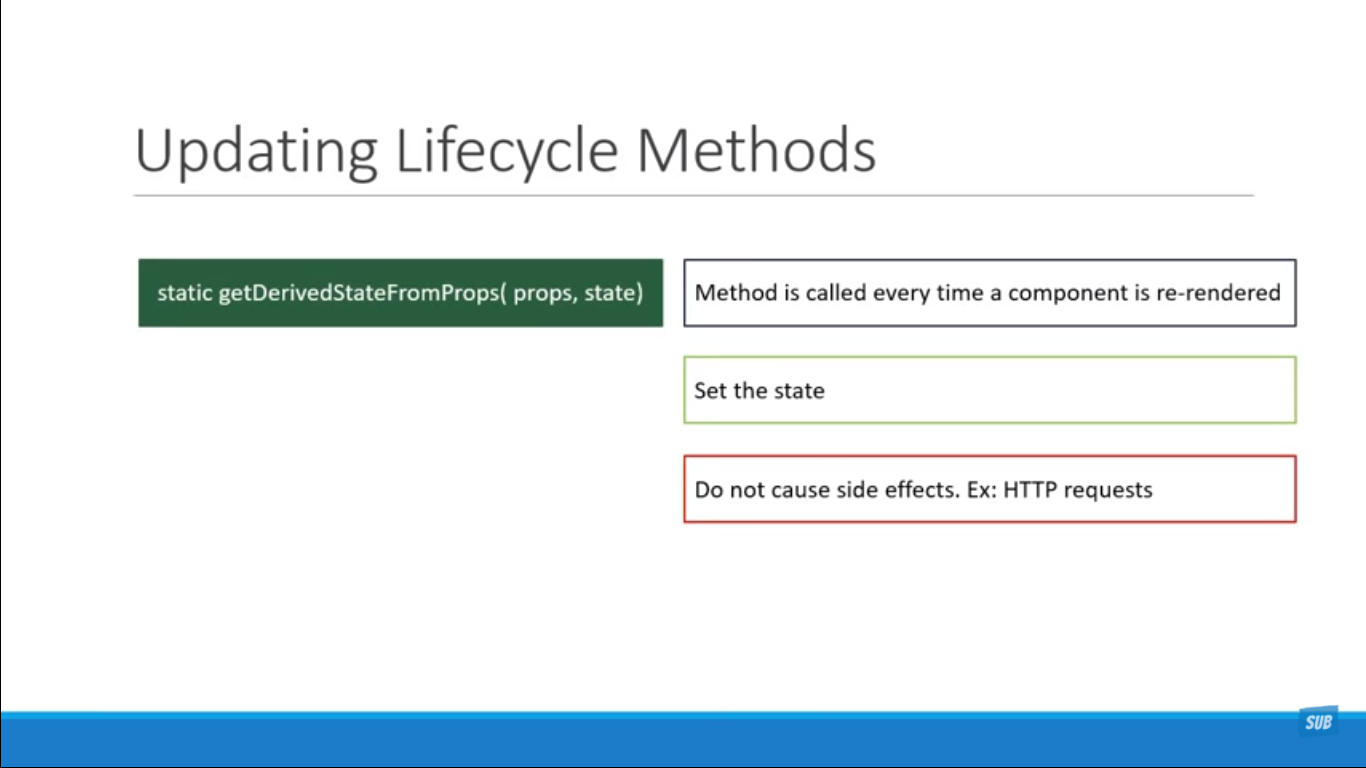 Updating Lifecycle Methods
static getDerivedStateFromProps( props, state)
Method is called every time a component is re-rendered
Set the state
Do not cause side effects. Ex: HTTP requests
SUB